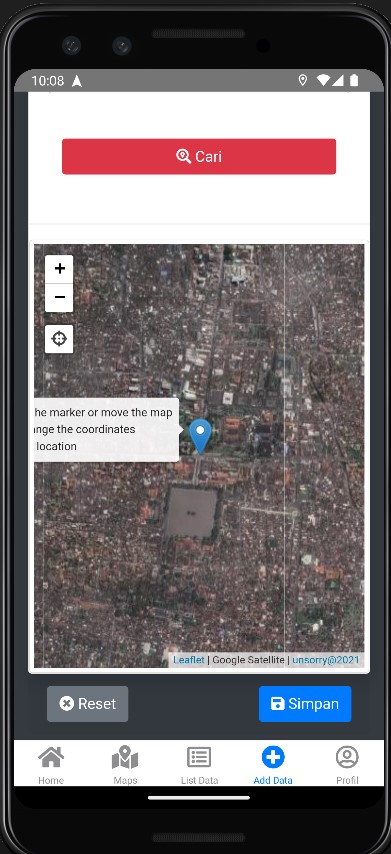 10:08
Cari
+
−
he marker or move the map
nge the coordinates
location
Leaflet | Google Satellite | unsorry@2021
Reset
Simpan
Home
Maps
List Data
Add Data
Profil